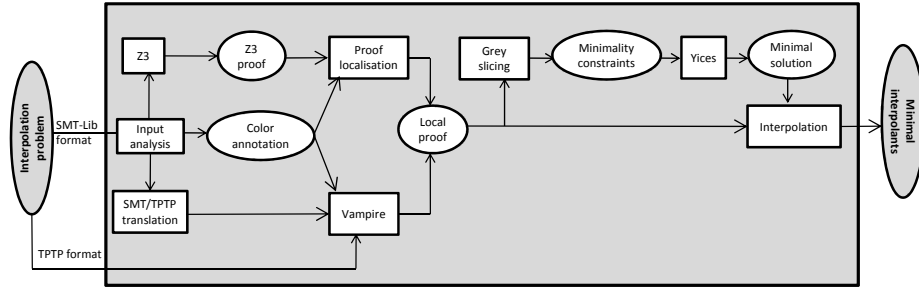 Interpolation
problem
SMT-Lib
format
TPTP format
Z3
Z3
proof
Proof
localisation
Input
analysis
Color
annotation
SMT/TPTP
translation
Vampire
Local
proof
Grey
slicing
Minimality
constraints
Yices
Minimal
solution
Interpolation
Minimal
interpolants